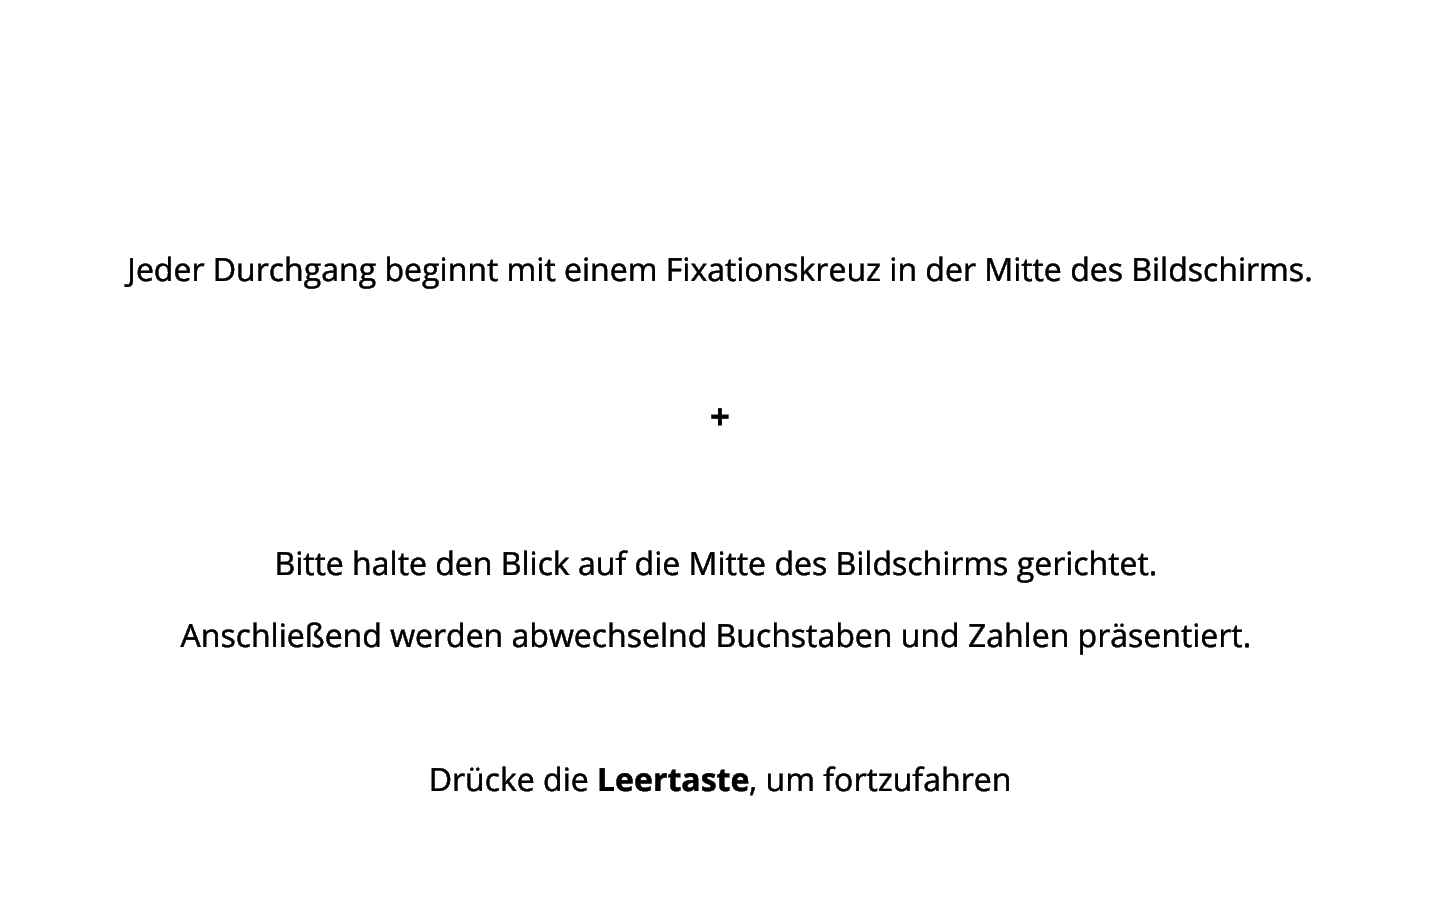 Jeder Durchgang beginnt mit einem Fixationskreuz in der Mitte des Bildschirms.
+
Bitte halte den Blick auf die Mitte des Bildschirms gerichtet.
Anschließend werden abwechselnd Buchstaben und Zahlen präsentiert.
Drücke die Leertaste, um fortzufahren